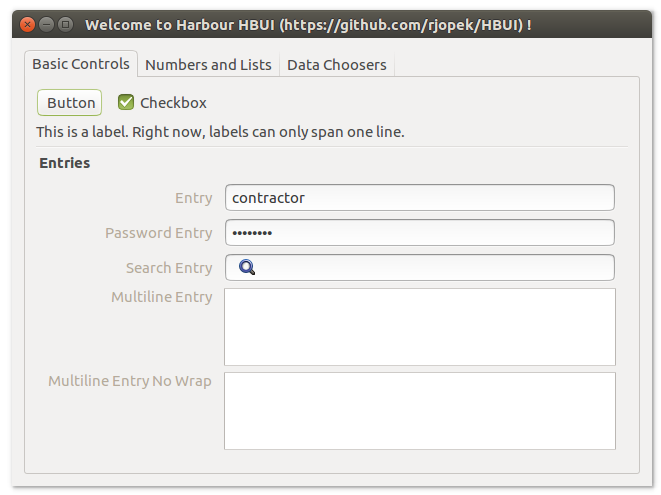 Welcome to Harbour HBUI (https://github.com/rjopek/HBUI) !
Basic Controls Numbers and Lists Data Choosers
Button Checkbox
This is a label. Right now, labels can only span one line.
Entries
Entry contractor
Password Entry ••••••••
Search Entry
Multiline Entry
Multiline Entry No Wrap